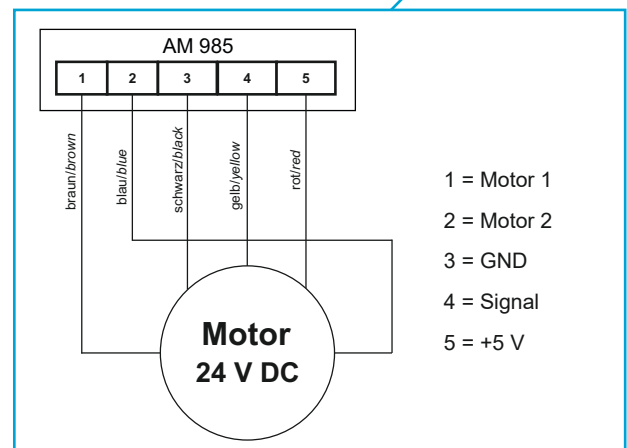 AM 985
1 2 3 4 5
braun/brown
blau/blue
schwarz/black
gelb/yellow
rot/red
1 = Motor 1
2 = Motor 2
3 = GND
4 = Signal
5 = +5 V
Motor
24 V DC